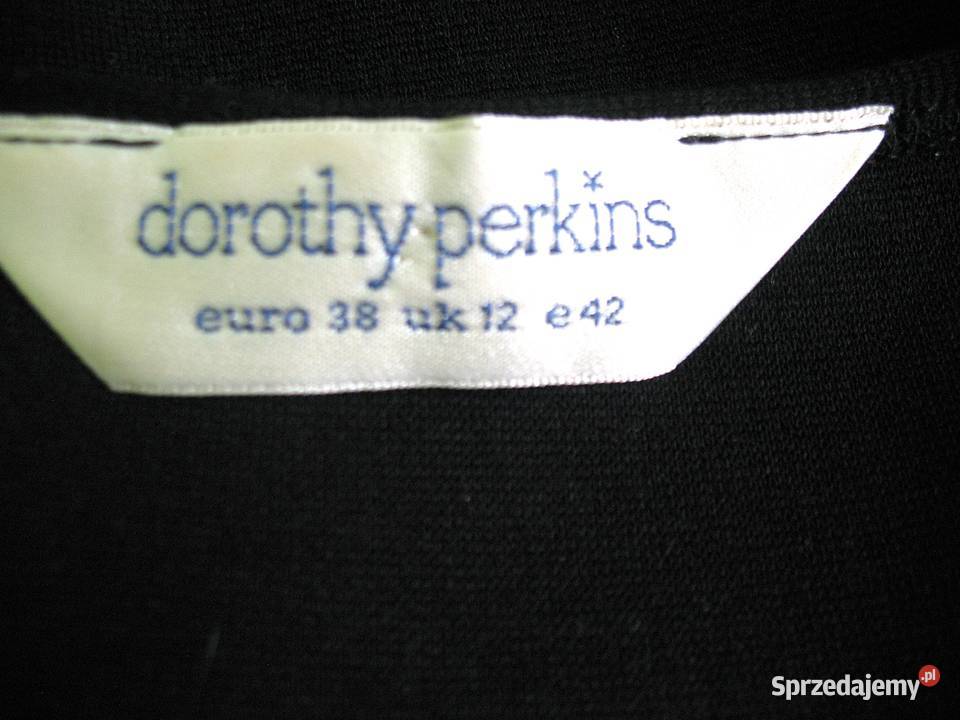 dorothy perkins
euro 38 uk 12 e 42
Sprzedajemy.pl